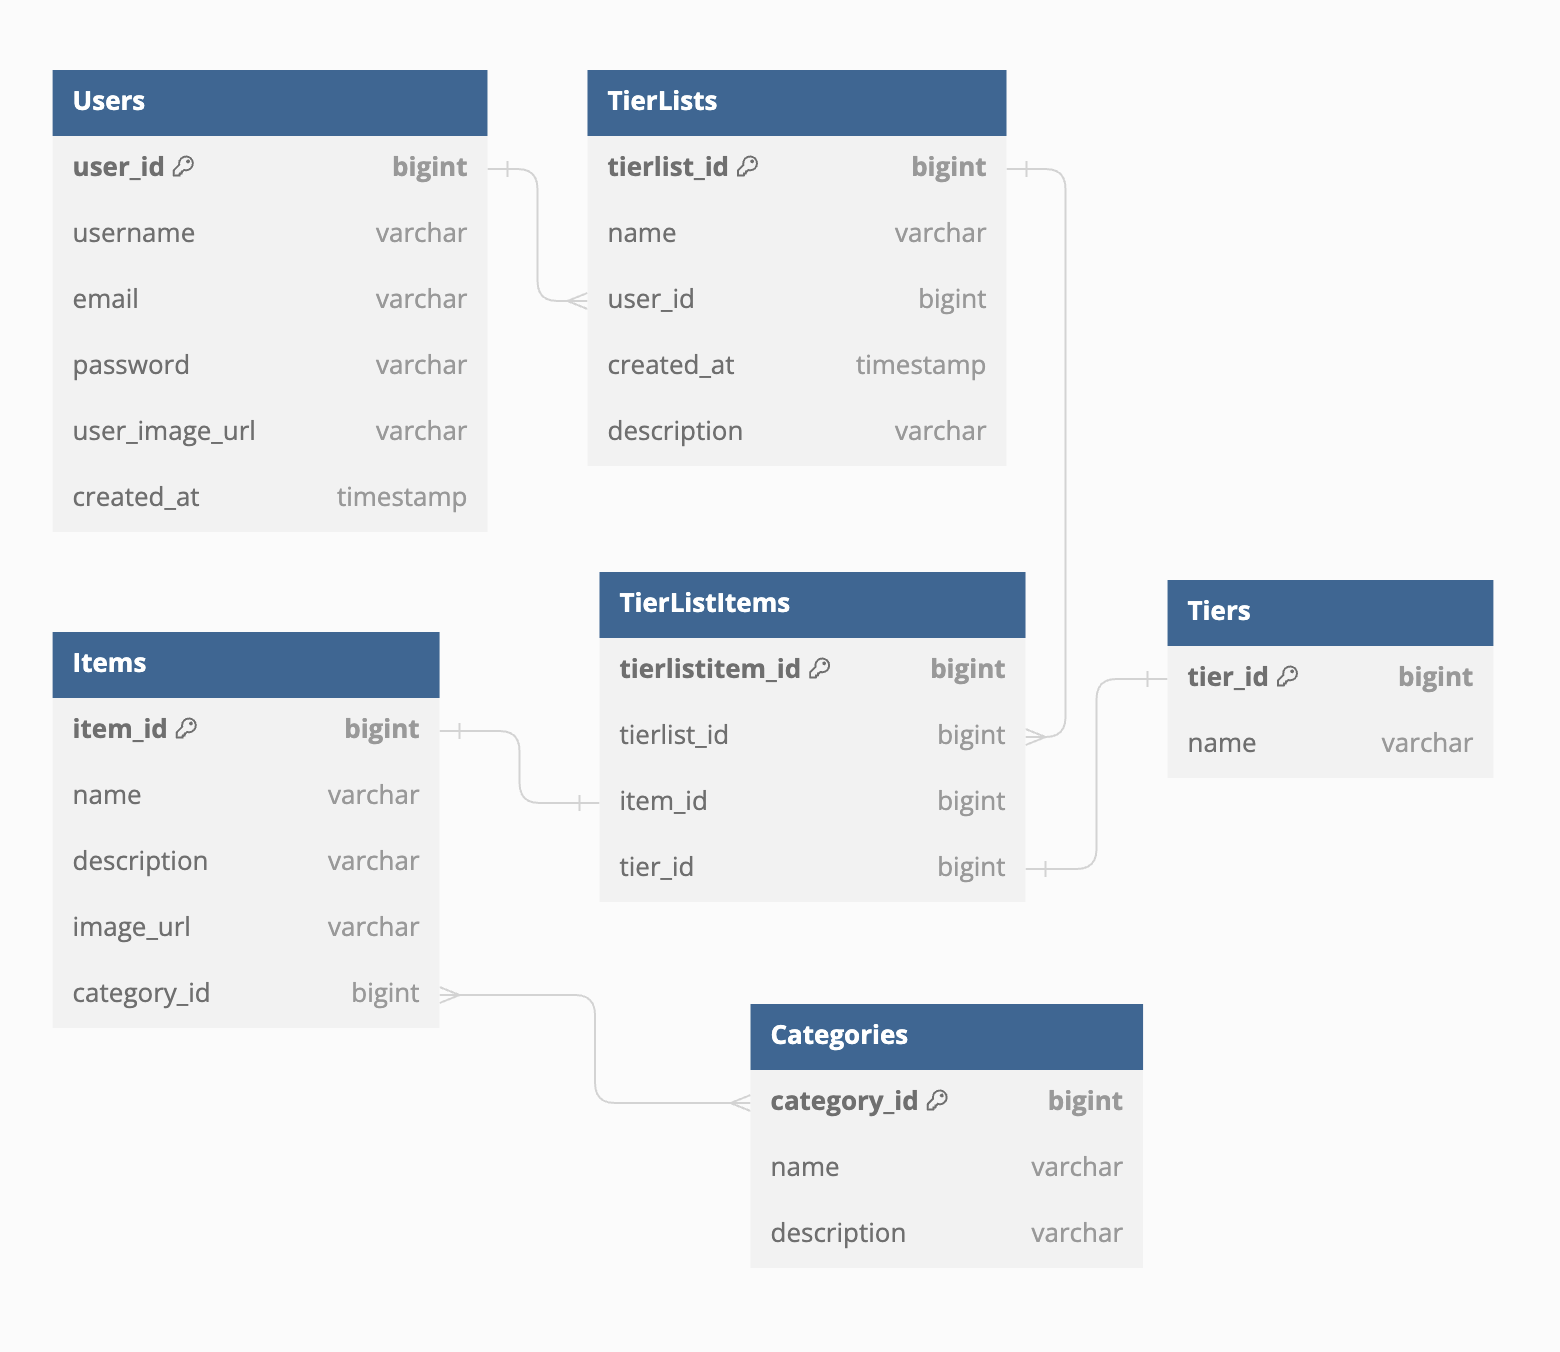 Users
user_id bigint
username varchar
email varchar
password varchar
user_image_url varchar
created_at timestamp
TierLists
tierlist_id bigint
name varchar
user_id bigint
created_at timestamp
description varchar
TierListItems
tierlistitem_id bigint
tierlist_id bigint
item_id bigint
tier_id bigint
Tiers
tier_id bigint
name varchar
Items
item_id bigint
name varchar
description varchar
image_url varchar
category_id bigint
Categories
category_id bigint
name varchar
description varchar